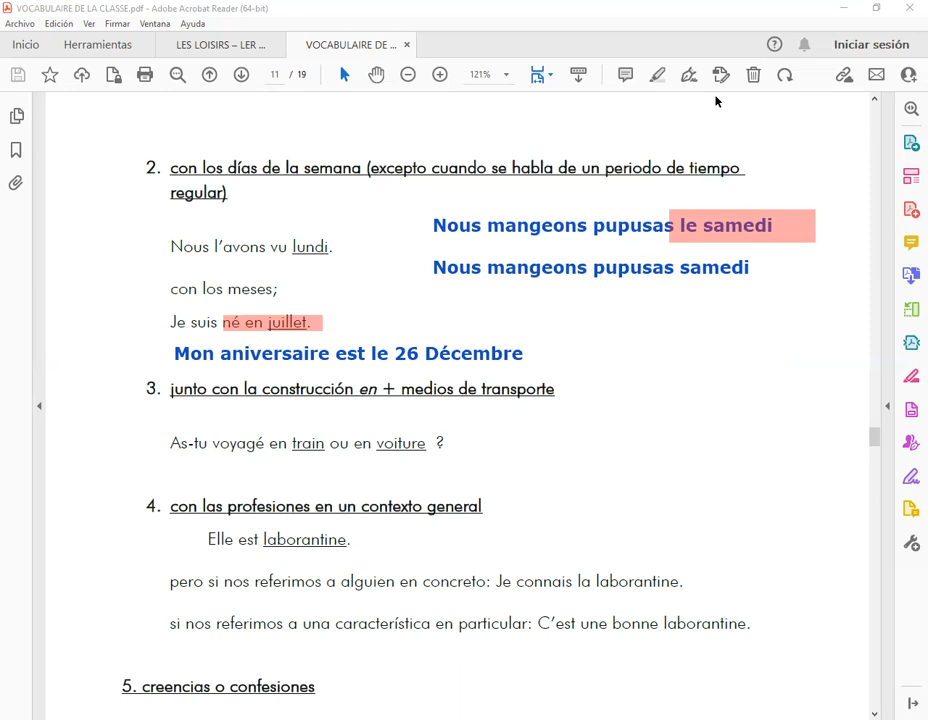 VOCABULAIRE DE LA CLASSE.pdf - Adobe Acrobat Reader (64-bit)
Archivo Edición Ver Firmar Ventana Ayuda
Inicio Herramientas LES LOISIRS – LER ... VOCABULAIRE DE ... × Iniciar sesión
11 / 19 121%
2. con los días de la semana (excepto cuando se habla de un periodo de tiempo
regular)
Nous mangeons pupusas le samedi
Nous l'avons vu lundi.
Nous mangeons pupusas samedi
con los meses;
Je suis né en juillet.
Mon aniversaire est le 26 Décembre
3. junto con la construcción en + medios de transporte
As-tu voyagé en train ou en voiture ?
4. con las profesiones en un contexto general
Elle est laborantine.
pero si nos referimos a alguien en concreto: Je connais la laborantine.
si nos referimos a una característica en particular: C'est une bonne laborantine.
5. creencias o confesiones